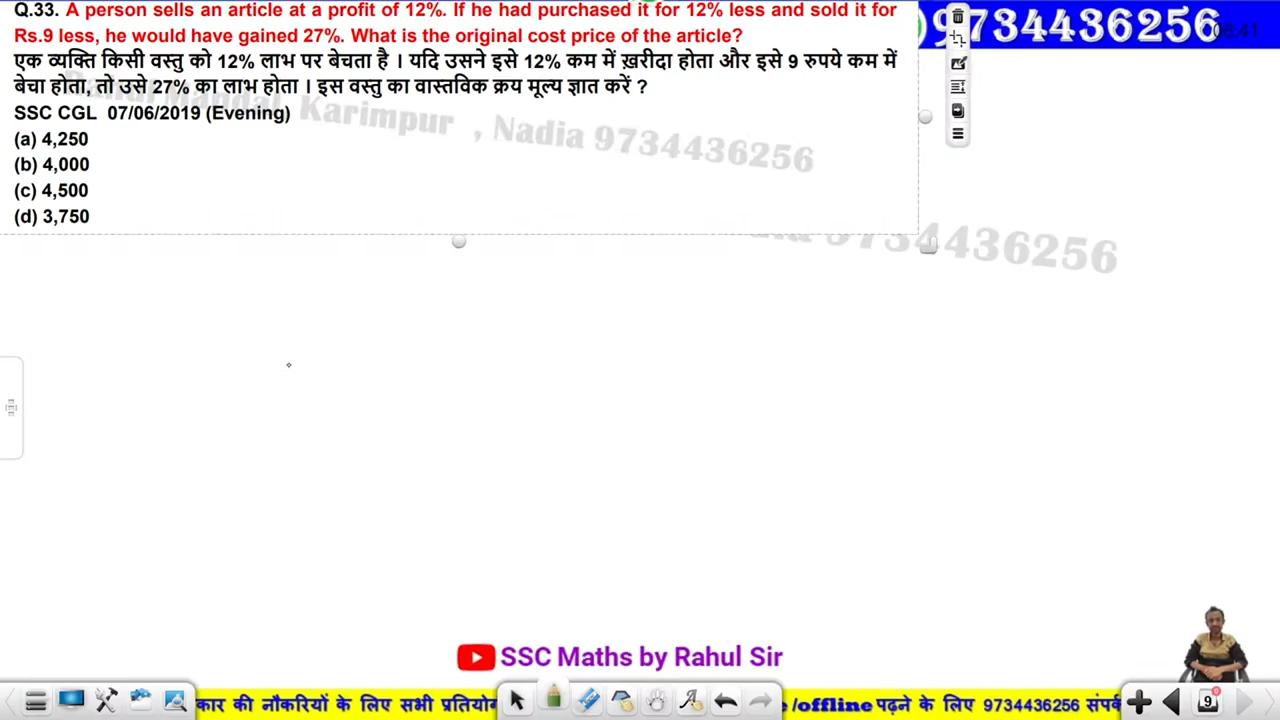 Q.33. A person sells an article at a profit of 12%. If he had purchased it for 12% less and sold it for
Rs.9 less, he would have gained 27%. What is the original cost price of the article?
एक व्यक्ति किसी वस्तु को 12% लाभ पर बेचता है । यदि उसने इसे 12% कम में ख़रीदा होता और इसे 9 रुपये कम में
बेचा होता, तो उसे 27% का लाभ होता । इस वस्तु का वास्तविक क्रय मूल्य ज्ञात करें ?
SSC CGL 07/06/2019 (Evening)
(a) 4,250
(b) 4,000
(c) 4,500
(d) 3,750
9734436256
Karimpur , Nadia 9734436256
9734436256
SSC Maths by Rahul Sir
कार की नौकरियों के लिए सभी प्रतियोग
/offline पढ़ने के लिए 9734436256 संपर्क
9